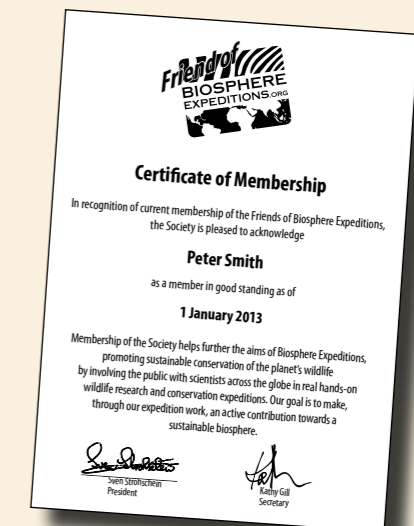 Friend of
BIOSPHERE
EXPEDITIONS.ORG
Certificate of Membership
In recognition of current membership of the Friends of Biosphere Expeditions,
the Society is pleased to acknowledge
Peter Smith
as a member in good standing as of
1 January 2013
Membership of the Society helps further the aims of Biosphere Expeditions,
promoting sustainable conservation of the planet's wildlife
by involving the public with scientists across the globe in real hands-on
wildlife research and conservation expeditions. Our goal is to make,
through our expedition work, an active contribution towards a
sustainable biosphere.
Sven Strohschein
President
Kathy Gill
Secretary